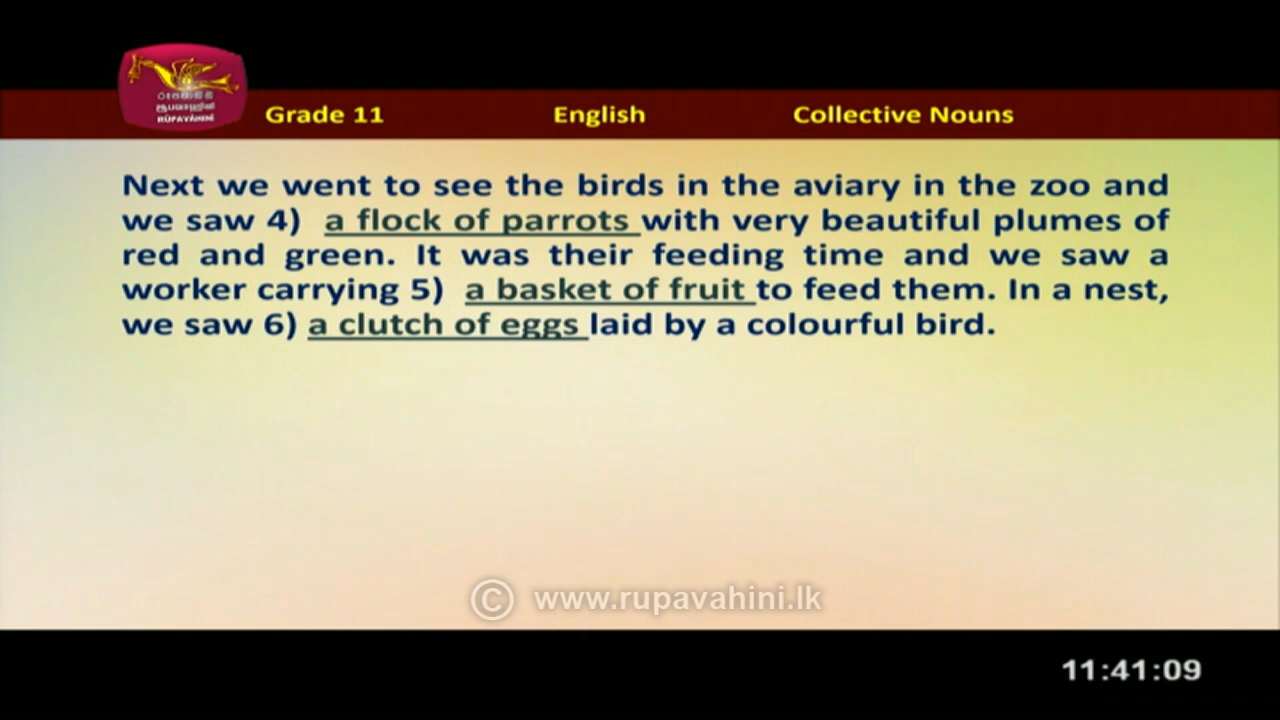 රූපවාහිනී
ரூபவாஹினி
RŪPAVĀHINĪ
Grade 11 English Collective Nouns
Next we went to see the birds in the aviary in the zoo and
we saw 4) a flock of parrots with very beautiful plumes of
red and green. It was their feeding time and we saw a
worker carrying 5) a basket of fruit to feed them. In a nest,
we saw 6) a clutch of eggs laid by a colourful bird.
© www.rupavahini.lk
11:41:09